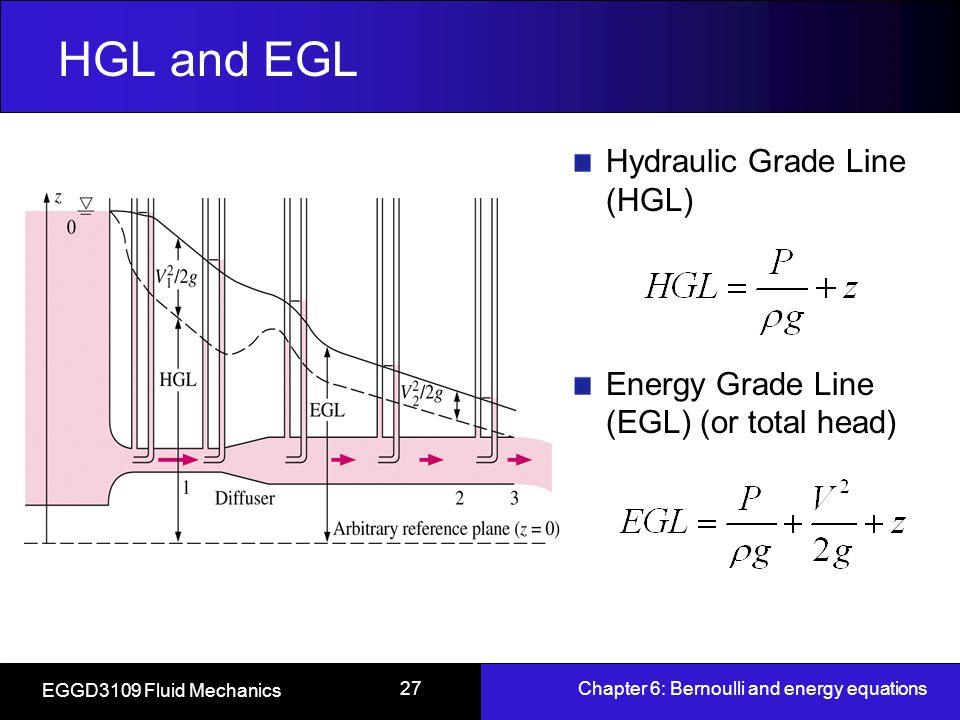 HGL and EGL
Hydraulic Grade Line
(HGL)
HGL = P/ρg + z
Energy Grade Line
(EGL) (or total head)
EGL = P/ρg + V²/2g + z
z
0
V₁²/2g
HGL
EGL
V₂²/2g
1
Diffuser
2
3
Arbitrary reference plane (z = 0)
EGGD3109 Fluid Mechanics
27
Chapter 6: Bernoulli and energy equations